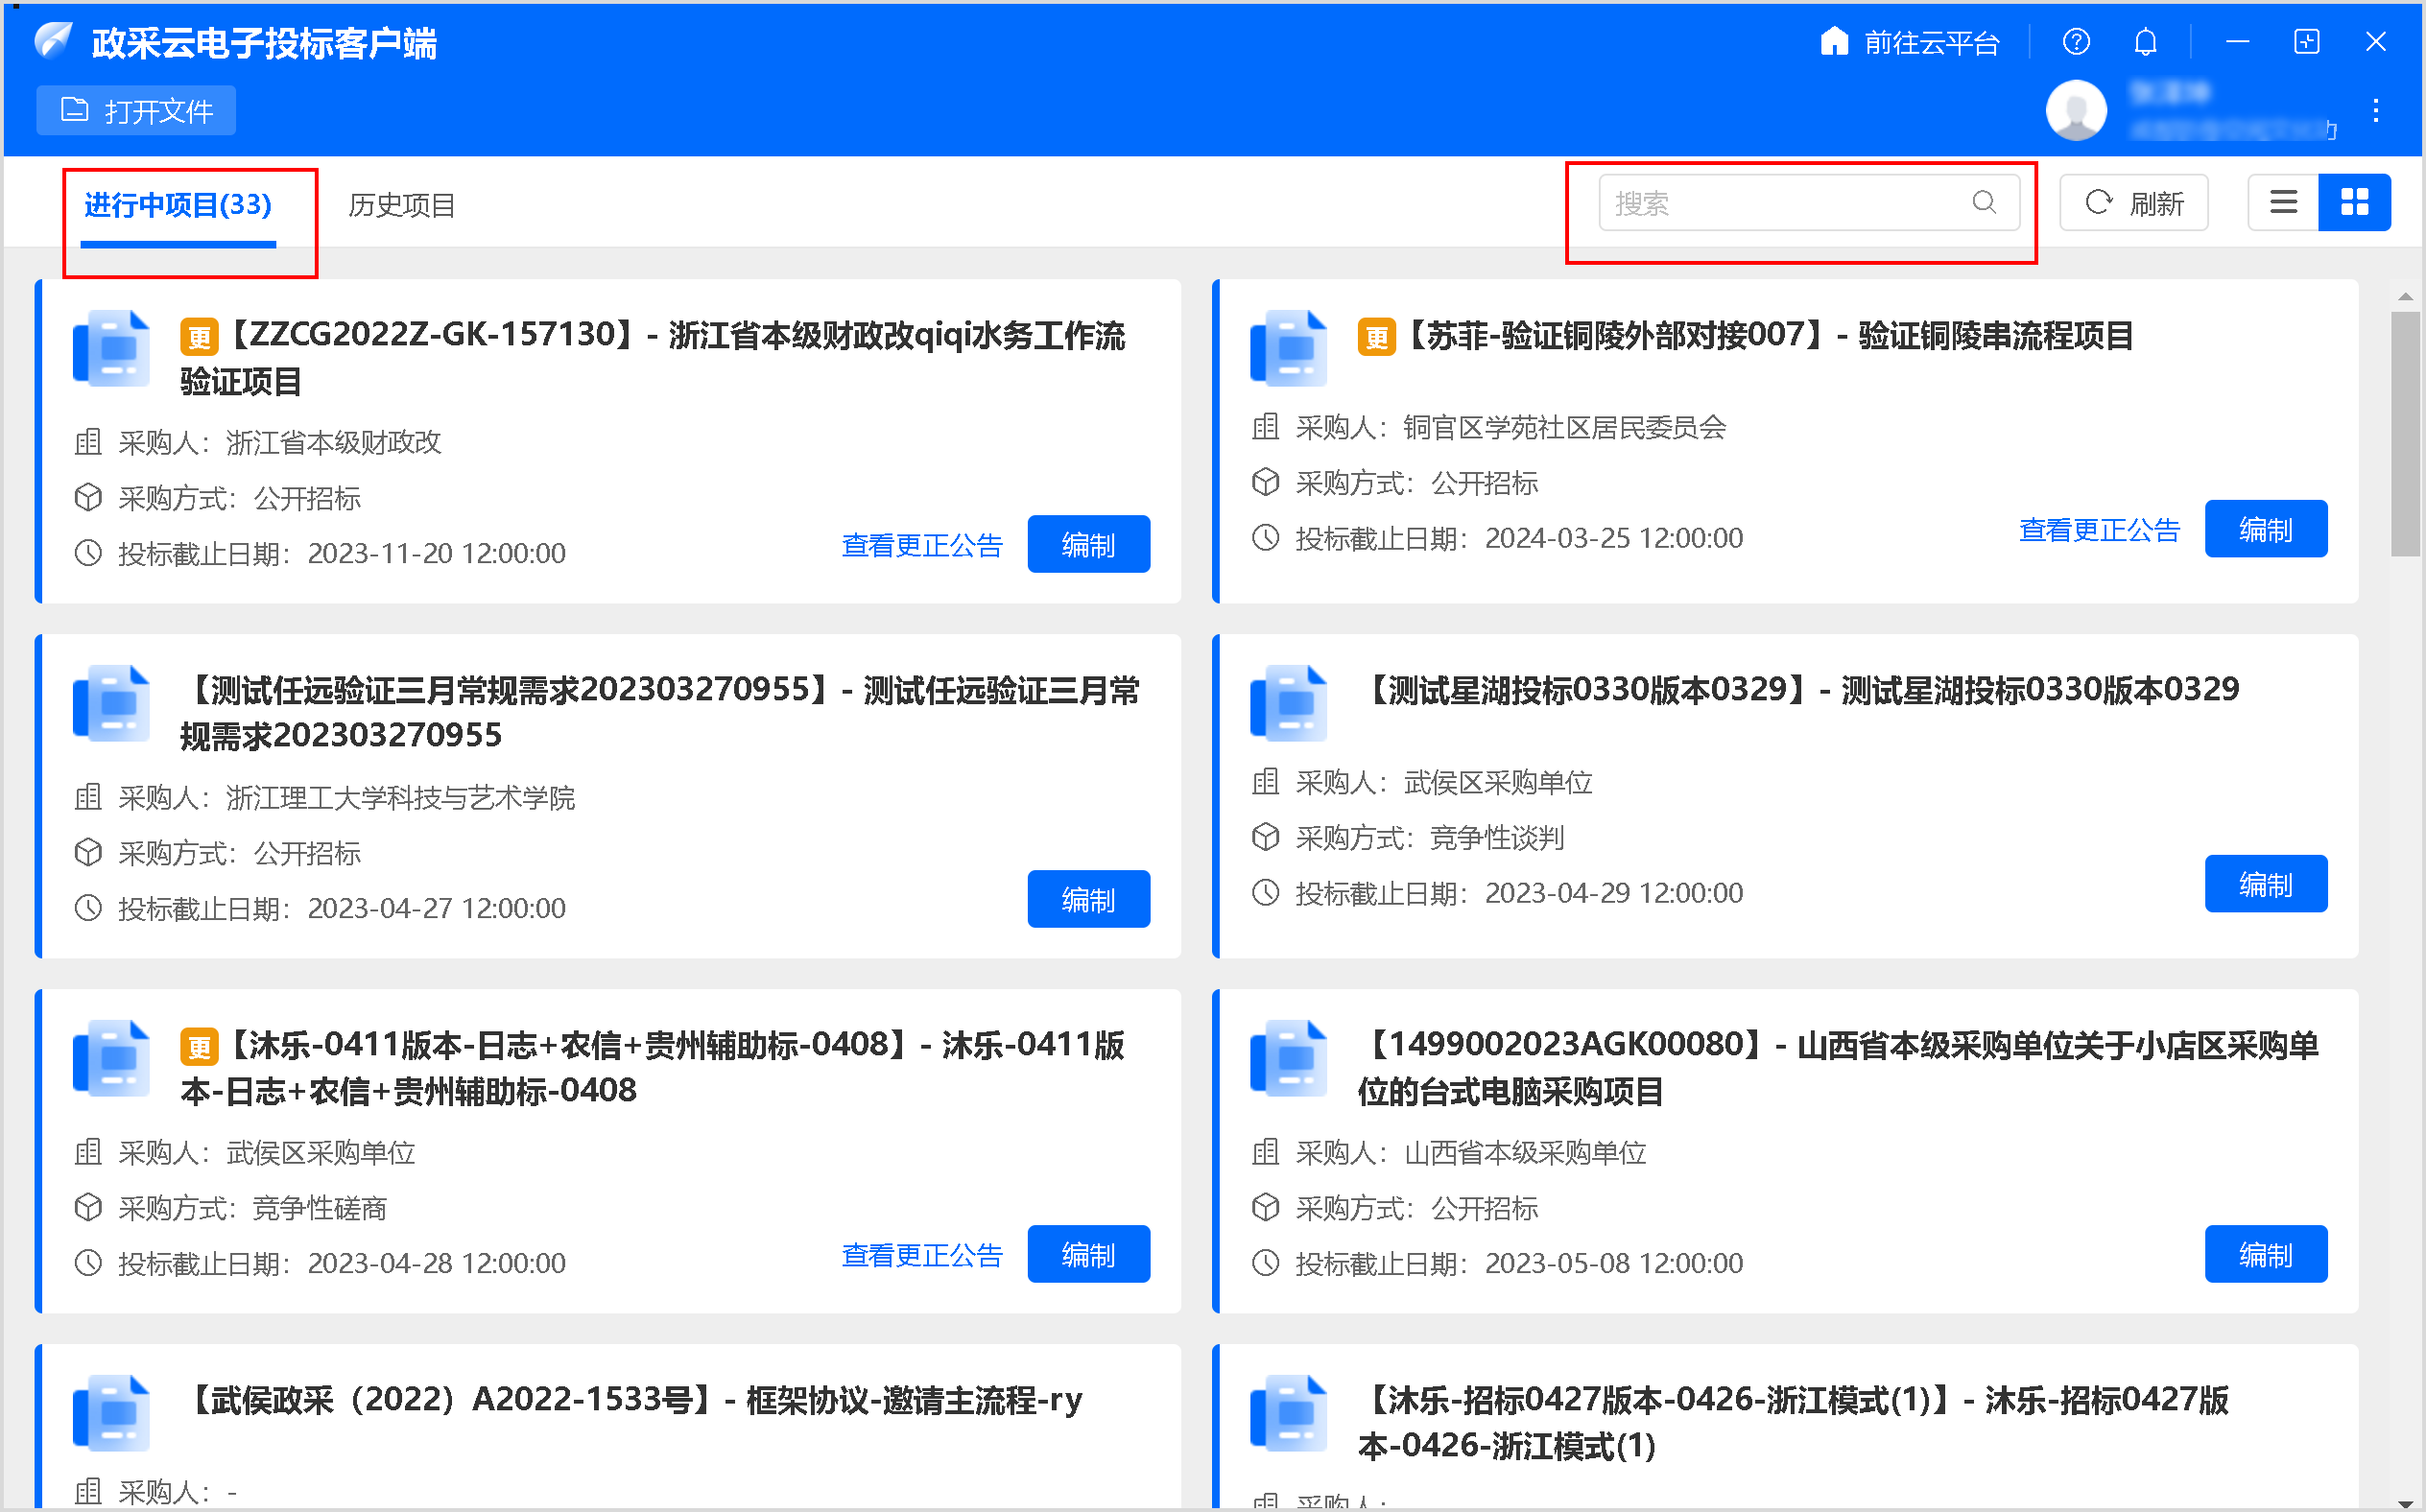 政采云电子投标客户端
前往云平台
打开文件
进行中项目(33)
历史项目
搜索
刷新
更【ZZCG2022Z-GK-157130】- 浙江省本级财政改qiqi水务工作流
验证项目
采购人：浙江省本级财政改
采购方式：公开招标
投标截止日期：2023-11-20 12:00:00
查看更正公告
编制
更【苏菲-验证铜陵外部对接007】- 验证铜陵串流程项目
采购人：铜官区学苑社区居民委员会
采购方式：公开招标
投标截止日期：2024-03-25 12:00:00
查看更正公告
编制
【测试任远验证三月常规需求202303270955】- 测试任远验证三月常
规需求202303270955
采购人：浙江理工大学科技与艺术学院
采购方式：公开招标
投标截止日期：2023-04-27 12:00:00
编制
【测试星湖投标0330版本0329】- 测试星湖投标0330版本0329
采购人：武侯区采购单位
采购方式：竞争性谈判
投标截止日期：2023-04-29 12:00:00
编制
更【沐乐-0411版本-日志+农信+贵州辅助标-0408】- 沐乐-0411版
本-日志+农信+贵州辅助标-0408
采购人：武侯区采购单位
采购方式：竞争性磋商
投标截止日期：2023-04-28 12:00:00
查看更正公告
编制
【1499002023AGK00080】- 山西省本级采购单位关于小店区采购单
位的台式电脑采购项目
采购人：山西省本级采购单位
采购方式：公开招标
投标截止日期：2023-05-08 12:00:00
编制
【武侯政采（2022）A2022-1533号】- 框架协议-邀请主流程-ry
采购人：-
【沐乐-招标0427版本-0426-浙江模式(1)】- 沐乐-招标0427版
本-0426-浙江模式(1)
采购人：